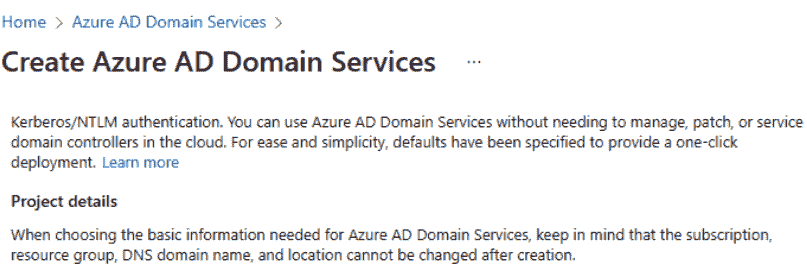 Home > Azure AD Domain Services >
Create Azure AD Domain Services ...
Kerberos/NTLM authentication. You can use Azure AD Domain Services without needing to manage, patch, or service
domain controllers in the cloud. For ease and simplicity, defaults have been specified to provide a one-click
deployment. Learn more
Project details
When choosing the basic information needed for Azure AD Domain Services, keep in mind that the subscription,
resource group, DNS domain name, and location cannot be changed after creation.